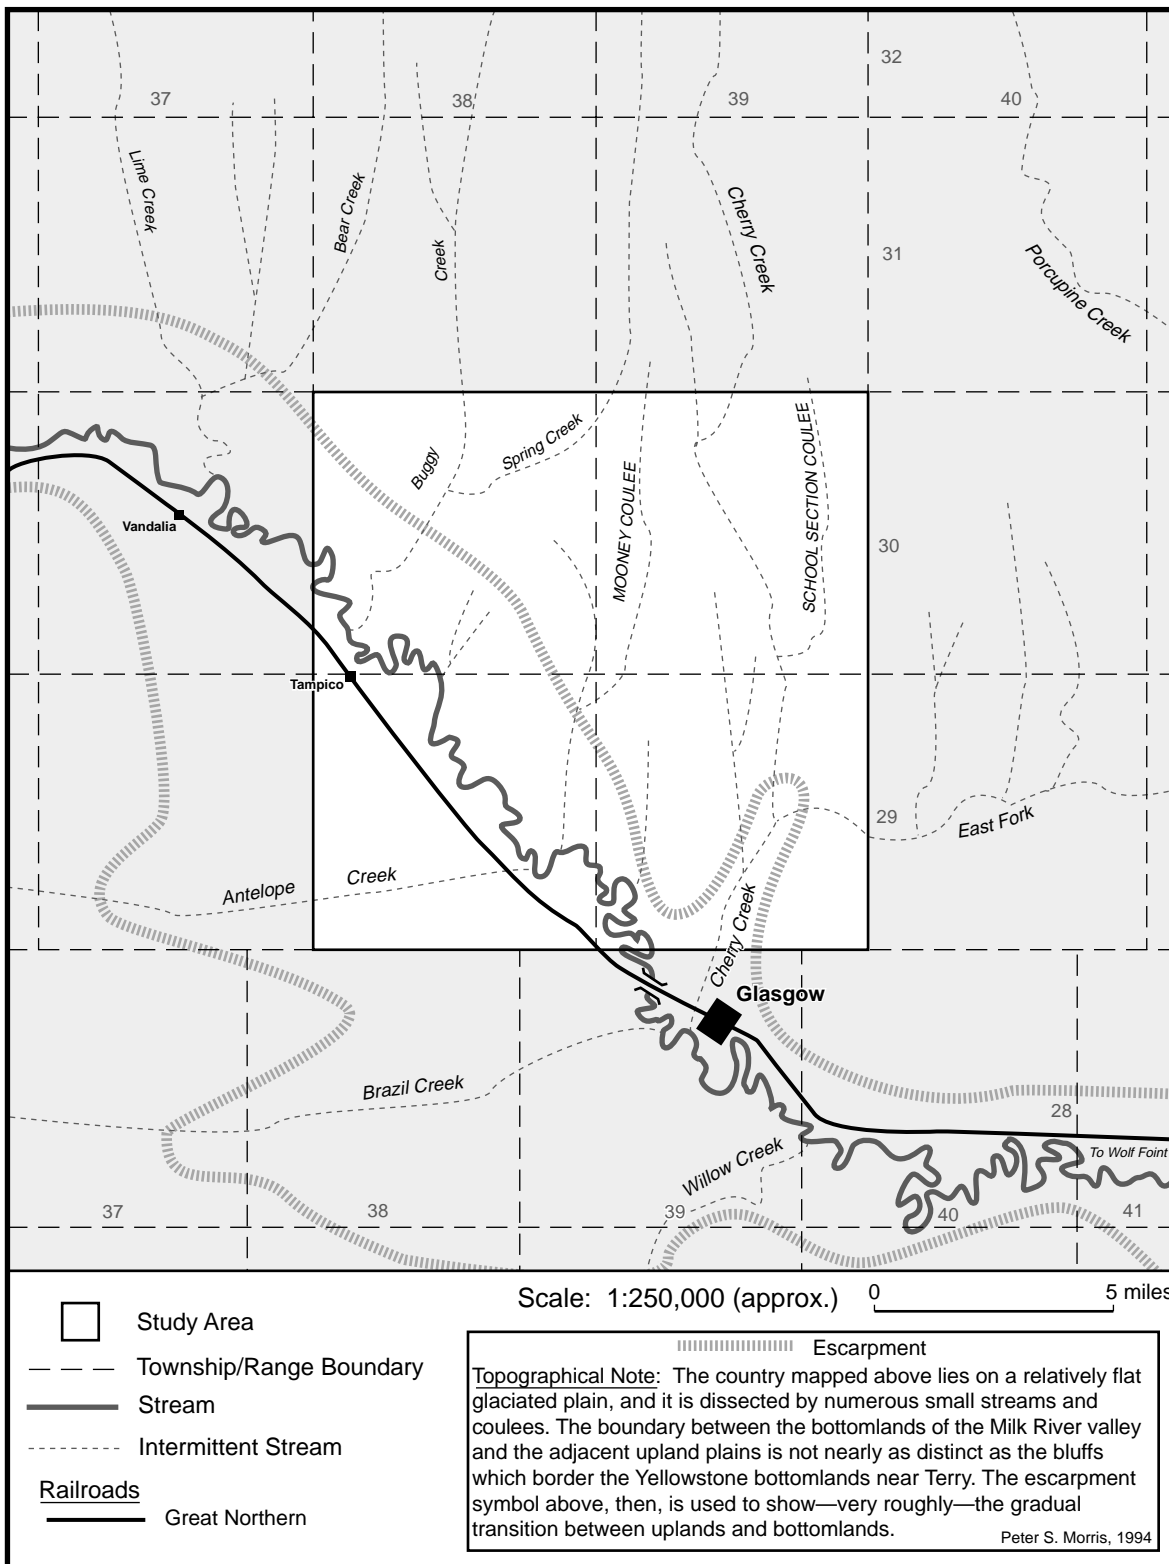 32
37
38
39
40
Lime Creek
Bear Creek
Creek
Cherry Creek
31
Porcupine Creek
Buggy
Spring Creek
MOONEY COULEE
SCHOOL SECTION COULEE
Vandalia
30
Tampico
29
East Fork
Antelope
Creek
Cherry Creek
Glasgow
Brazil Creek
28
To Wolf Foint
Willow Creek
37
38
39
40
41
Scale: 1:250,000 (approx.)
0
5 miles
Study Area
Township/Range Boundary
Stream
Intermittent Stream
Railroads
Great Northern
Escarpment
Topographical Note: The country mapped above lies on a relatively flat
glaciated plain, and it is dissected by numerous small streams and
coulees. The boundary between the bottomlands of the Milk River valley
and the adjacent upland plains is not nearly as distinct as the bluffs
which border the Yellowstone bottomlands near Terry. The escarpment
symbol above, then, is used to show—very roughly—the gradual
transition between uplands and bottomlands.
Peter S. Morris, 1994